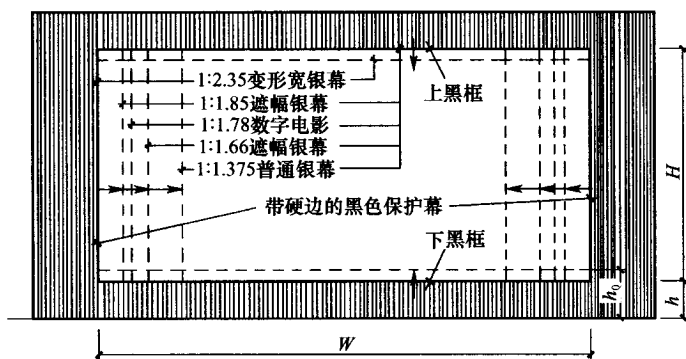 1:2.35变形宽银幕
上黑框
1:1.85遮幅银幕
1:1.78数字电影
1:1.66遮幅银幕
1:1.375普通银幕
H
带硬边的黑色保护幕
下黑框
h₀
h
W